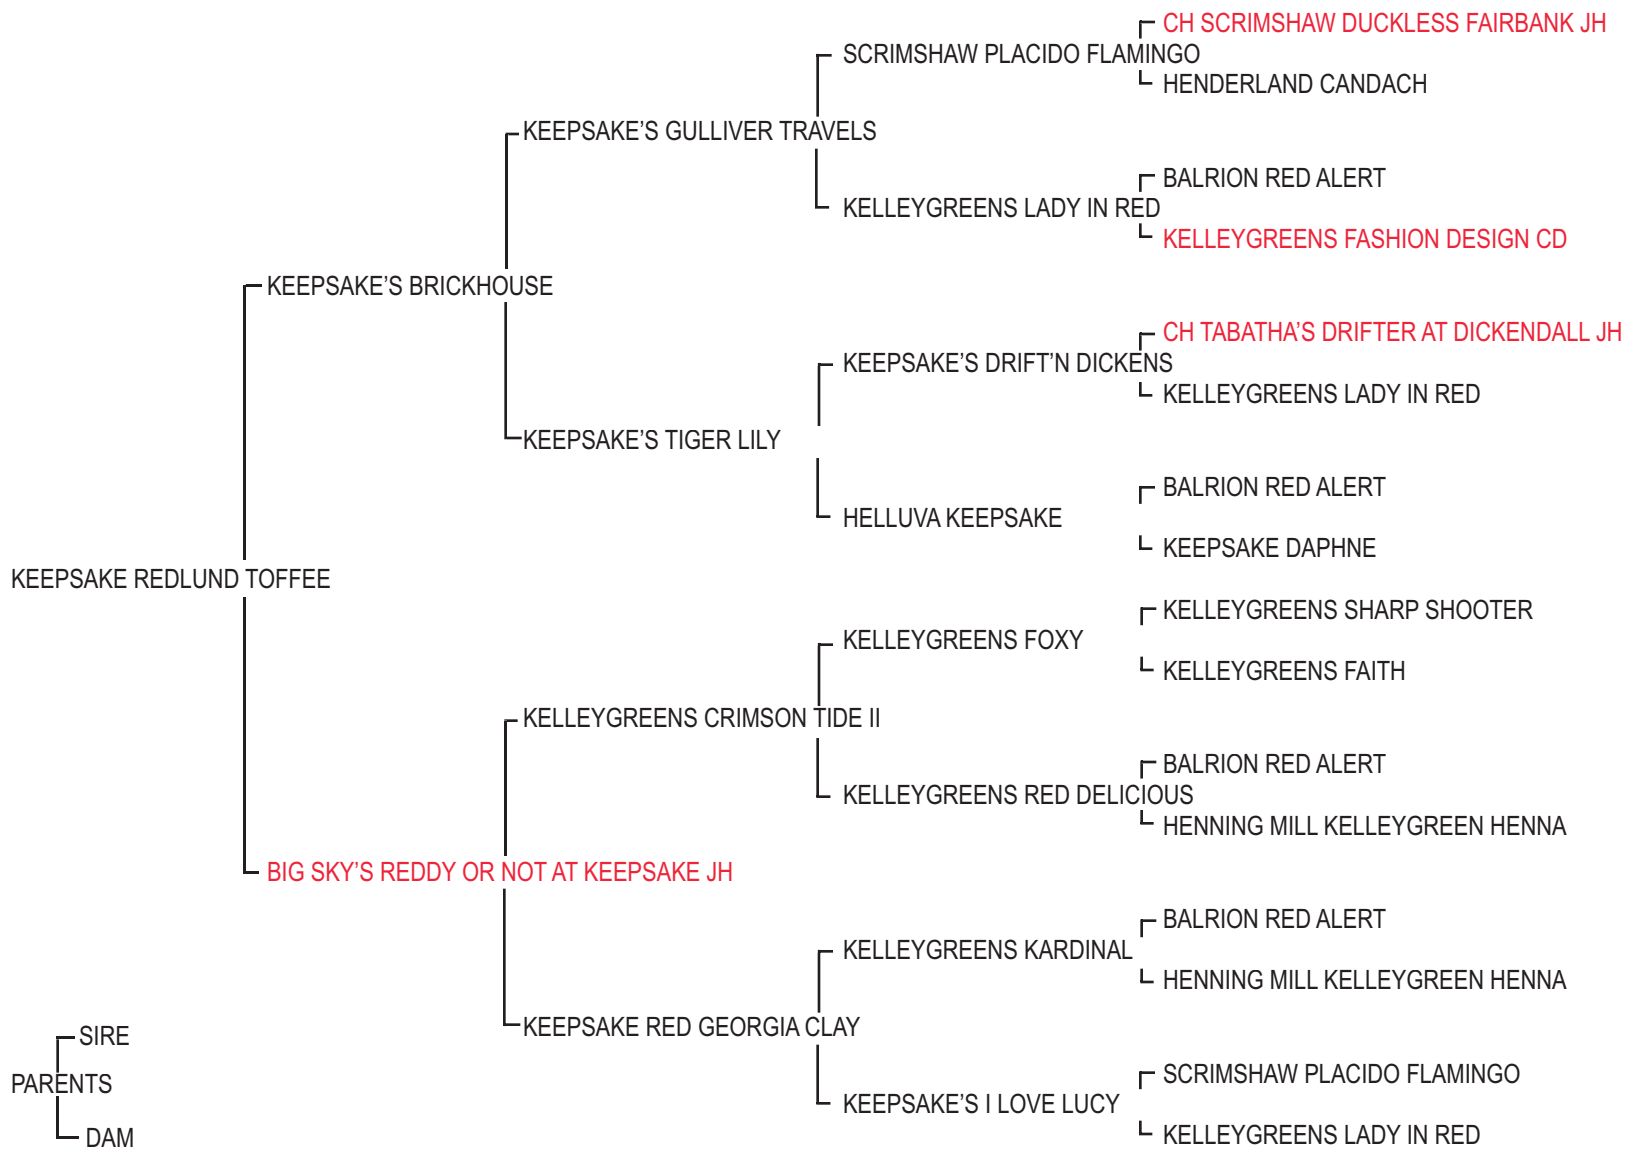 CH SCRIMSHAW DUCKLESS FAIRBANK JH
SCRIMSHAW PLACIDO FLAMINGO
HENDERLAND CANDACH
KEEPSAKE’S GULLIVER TRAVELS
BALRION RED ALERT
KELLEYGREENS LADY IN RED
KELLEYGREENS FASHION DESIGN CD
KEEPSAKE’S BRICKHOUSE
CH TABATHA’S DRIFTER AT DICKENDALL JH
KEEPSAKE’S DRIFT’N DICKENS
KELLEYGREENS LADY IN RED
KEEPSAKE’S TIGER LILY
BALRION RED ALERT
HELLUVA KEEPSAKE
KEEPSAKE DAPHNE
KEEPSAKE REDLUND TOFFEE
KELLEYGREENS SHARP SHOOTER
KELLEYGREENS FOXY
KELLEYGREENS FAITH
KELLEYGREENS CRIMSON TIDE II
BALRION RED ALERT
KELLEYGREENS RED DELICIOUS
HENNING MILL KELLEYGREEN HENNA
BIG SKY’S REDDY OR NOT AT KEEPSAKE JH
BALRION RED ALERT
KELLEYGREENS KARDINAL
HENNING MILL KELLEYGREEN HENNA
KEEPSAKE RED GEORGIA CLAY
SCRIMSHAW PLACIDO FLAMINGO
KEEPSAKE’S I LOVE LUCY
KELLEYGREENS LADY IN RED
SIRE
PARENTS
DAM